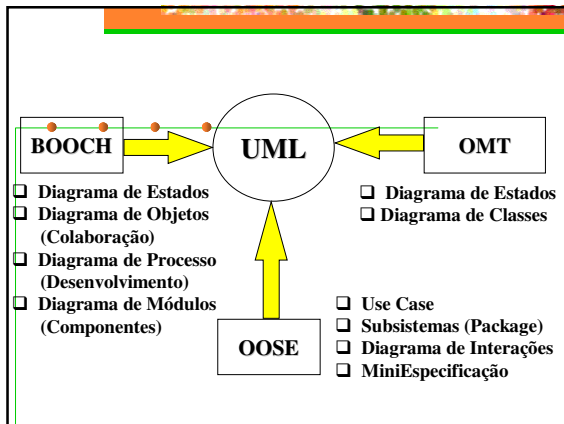 BOOCH
UML
OMT
❑ Diagrama de Estados
❑ Diagrama de Objetos
(Colaboração)
❑ Diagrama de Processo
(Desenvolvimento)
❑ Diagrama de Módulos
(Componentes)
❑ Diagrama de Estados
❑ Diagrama de Classes
OOSE
❑ Use Case
❑ Subsistemas (Package)
❑ Diagrama de Interações
❑ MiniEspecificação